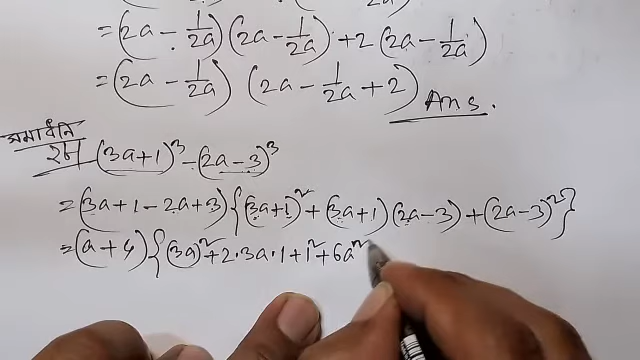 = (2a - 1/2a) (2a - 1/2a) + 2 (2a - 1/2a)
= (2a - 1/2a) (2a - 1/2a + 2) Ans.
সমাধান
২য় (3a+1)³ - (2a-3)³
= (3a+1-2a+3) {(3a+1)² + (3a+1)(2a-3) + (2a-3)²}
= (a+4) {(3a)² + 2·3a·1 + 1² + 6a²